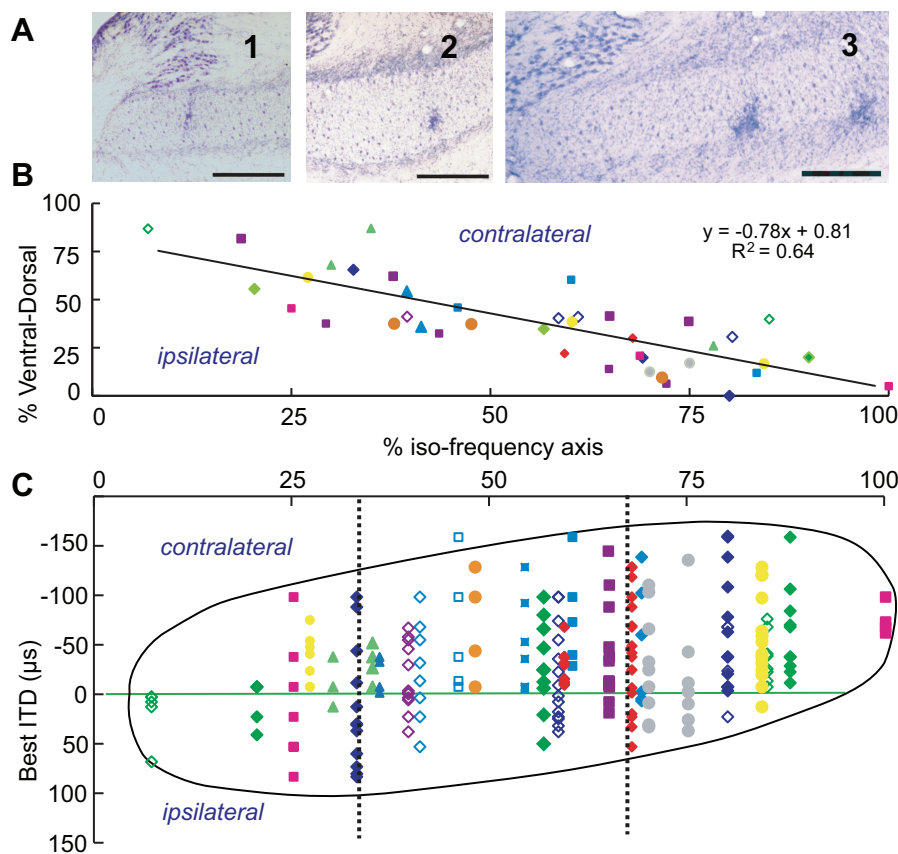 A
1
2
3
B
100
75
50
25
0
% Ventral-Dorsal
contralateral
ipsilateral
y = -0.78x + 0.81
R² = 0.64
0 25 50 75 100
% iso-frequency axis
C
0 25 50 75 100
-150
-100
-50
0
50
100
150
Best ITD (µs)
contralateral
ipsilateral